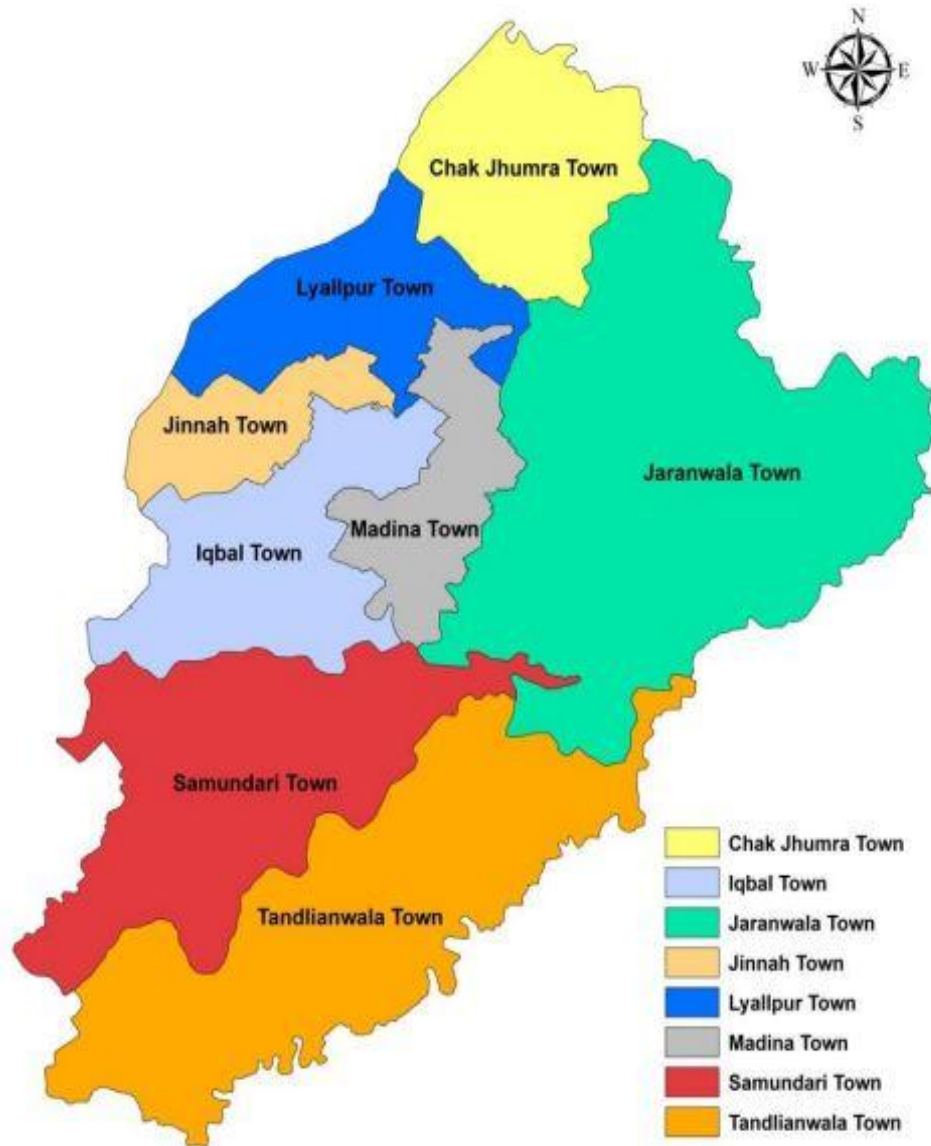 N
W E
S
Chak Jhumra Town
Lyallpur Town
Jinnah Town
Jaranwala Town
Madina Town
Iqbal Town
Samundari Town
Tandlianwala Town
Chak Jhumra Town
Iqbal Town
Jaranwala Town
Jinnah Town
Lyallpur Town
Madina Town
Samundari Town
Tandlianwala Town